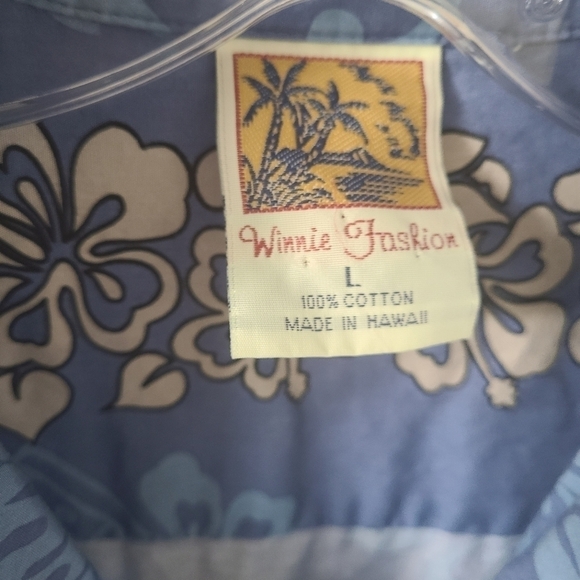 Winnie Fashion
L
100% COTTON
MADE IN HAWAII